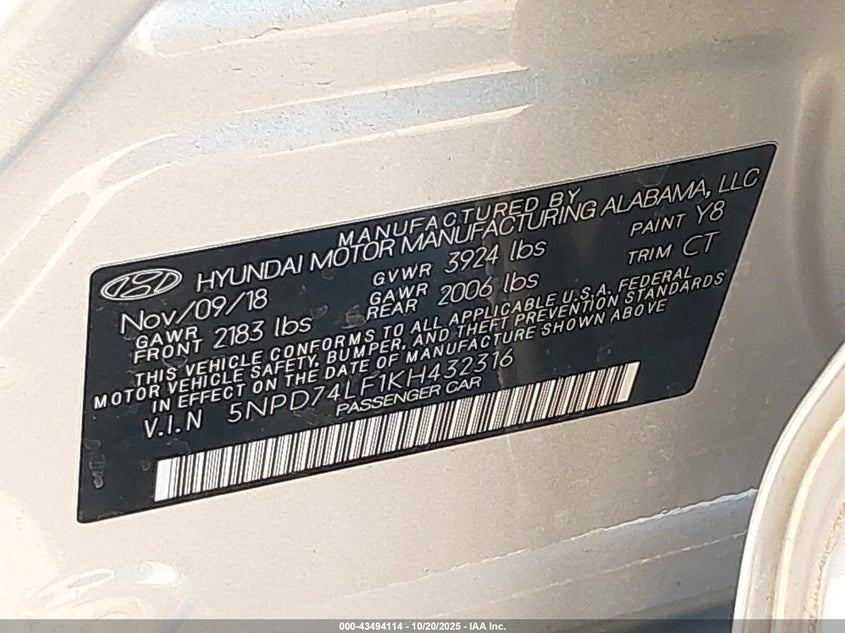 MANUFACTURED BY
HYUNDAI MOTOR MANUFACTURING ALABAMA, LLC
Nov/09/18 GVWR 3924 lbs PAINT Y8
GAWR FRONT 2183 lbs GAWR REAR 2006 lbs TRIM CT
THIS VEHICLE CONFORMS TO ALL APPLICABLE U.S.A. FEDERAL
MOTOR VEHICLE SAFETY, BUMPER, AND THEFT PREVENTION STANDARDS
IN EFFECT ON THE DATE OF MANUFACTURE SHOWN ABOVE
V.I.N 5NPD74LF1KH432316
PASSENGER CAR
000-43494114 - 10/20/2025 - IAA Inc.